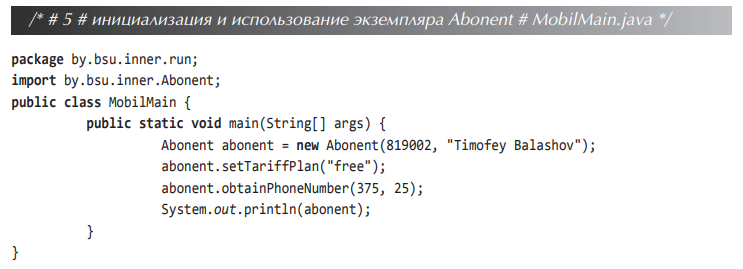 /* # 5 # инициализация и использование экземпляра Abonent # MobilMain.java */
package by.bsu.inner.run;
import by.bsu.inner.Abonent;
public class MobilMain {
public static void main(String[] args) {
Abonent abonent = new Abonent(819002, "Timofey Balashov");
abonent.setTariffPlan("free");
abonent.obtainPhoneNumber(375, 25);
System.out.println(abonent);
}
}